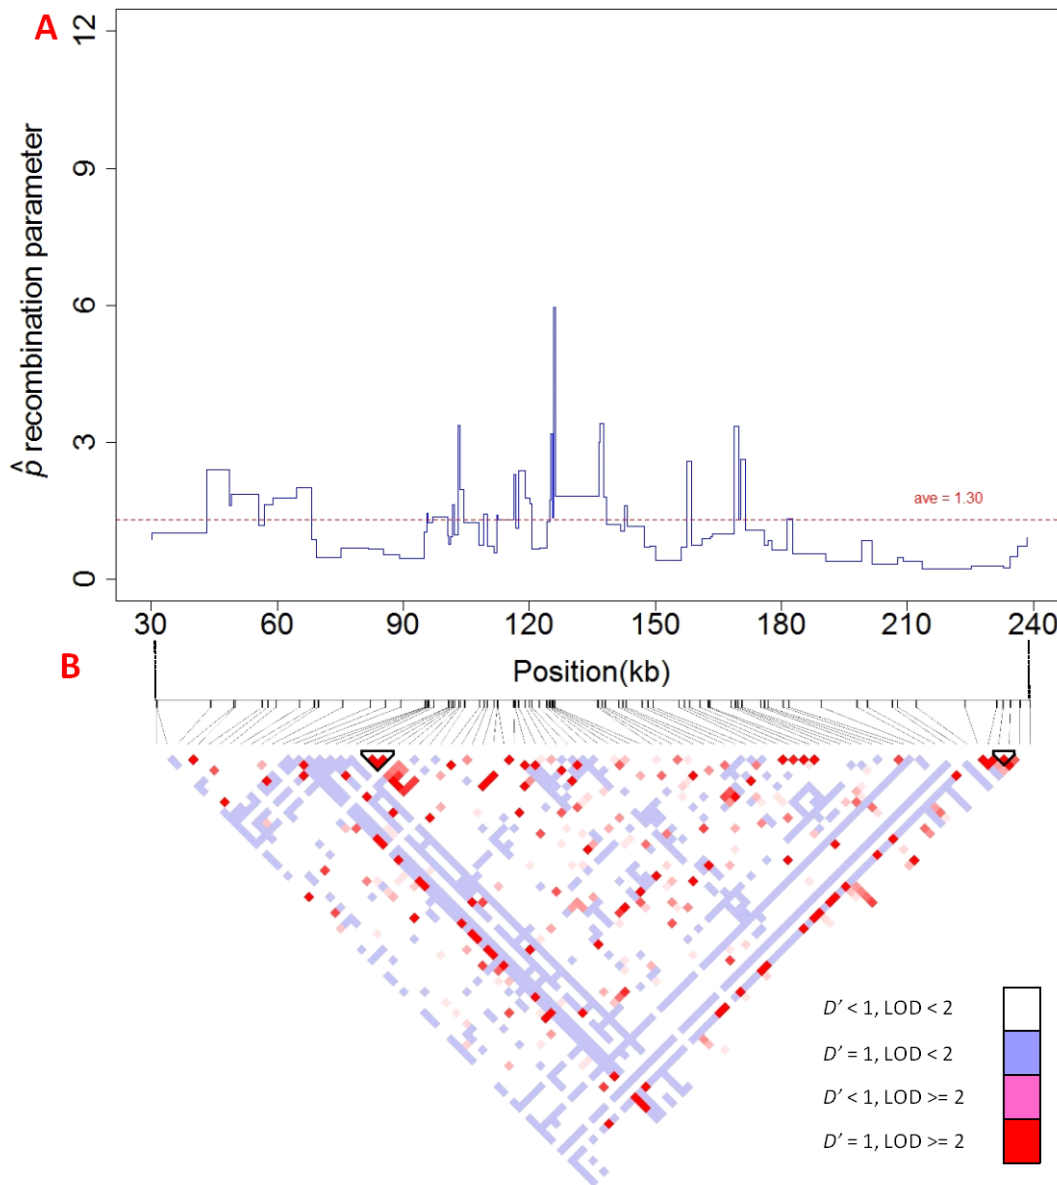 A
12
9
6
3
0
ρ̂ recombination parameter
ave = 1.30
30 60 90 120 150 180 210 240
Position(kb)
B
D' < 1, LOD < 2
D' = 1, LOD < 2
D' < 1, LOD >= 2
D' = 1, LOD >= 2